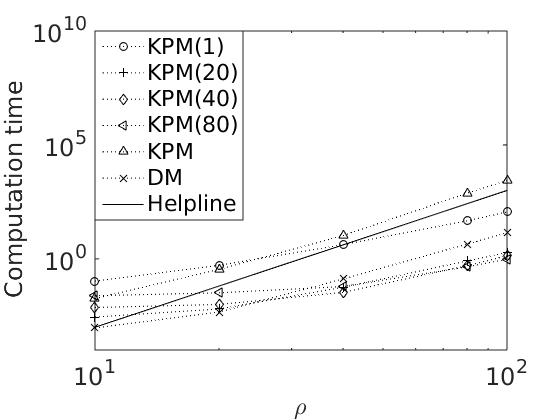 10^10
10^5
10^0
Computation time
KPM(1)
KPM(20)
KPM(40)
KPM(80)
KPM
DM
Helpline
10^1
10^2
ρ